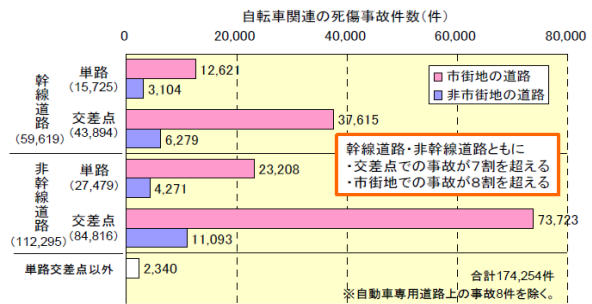 自転車関連の死傷事故件数(件)
0
20,000
40,000
60,000
80,000
幹線道路
(59,619)
単路
(15,725)
12,621
3,104
市街地の道路
非市街地の道路
交差点
(43,894)
37,615
6,279
幹線道路・非幹線道路ともに
・交差点での事故が7割を超える
・市街地での事故が8割を超える
非幹線道路
(112,295)
単路
(27,479)
23,208
4,271
交差点
(84,816)
73,723
11,093
単路交差点以外
2,340
合計174,254件
※自動車専用道路上の事故8件を除く。